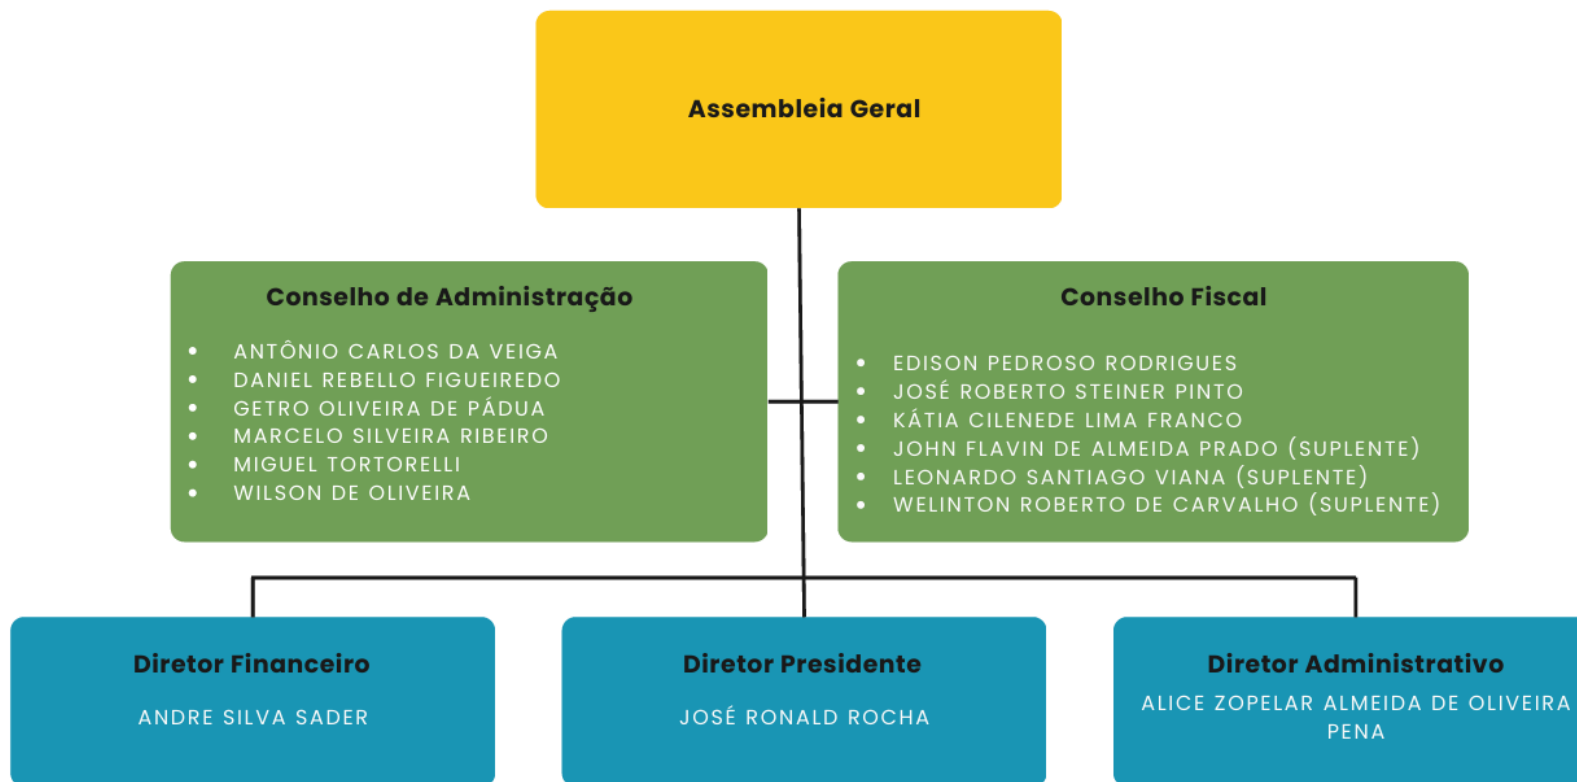 Assembleia Geral
Conselho de Administração
• ANTÔNIO CARLOS DA VEIGA
• DANIEL REBELLO FIGUEIREDO
• GETRO OLIVEIRA DE PÁDUA
• MARCELO SILVEIRA RIBEIRO
• MIGUEL TORTORELLI
• WILSON DE OLIVEIRA
Conselho Fiscal
• EDISON PEDROSO RODRIGUES
• JOSÉ ROBERTO STEINER PINTO
• KÁTIA CILENEDE LIMA FRANCO
• JOHN FLAVIN DE ALMEIDA PRADO (SUPLENTE)
• LEONARDO SANTIAGO VIANA (SUPLENTE)
• WELINTON ROBERTO DE CARVALHO (SUPLENTE)
Diretor Financeiro
ANDRE SILVA SADER
Diretor Presidente
JOSÉ RONALD ROCHA
Diretor Administrativo
ALICE ZOPELAR ALMEIDA DE OLIVEIRA
PENA